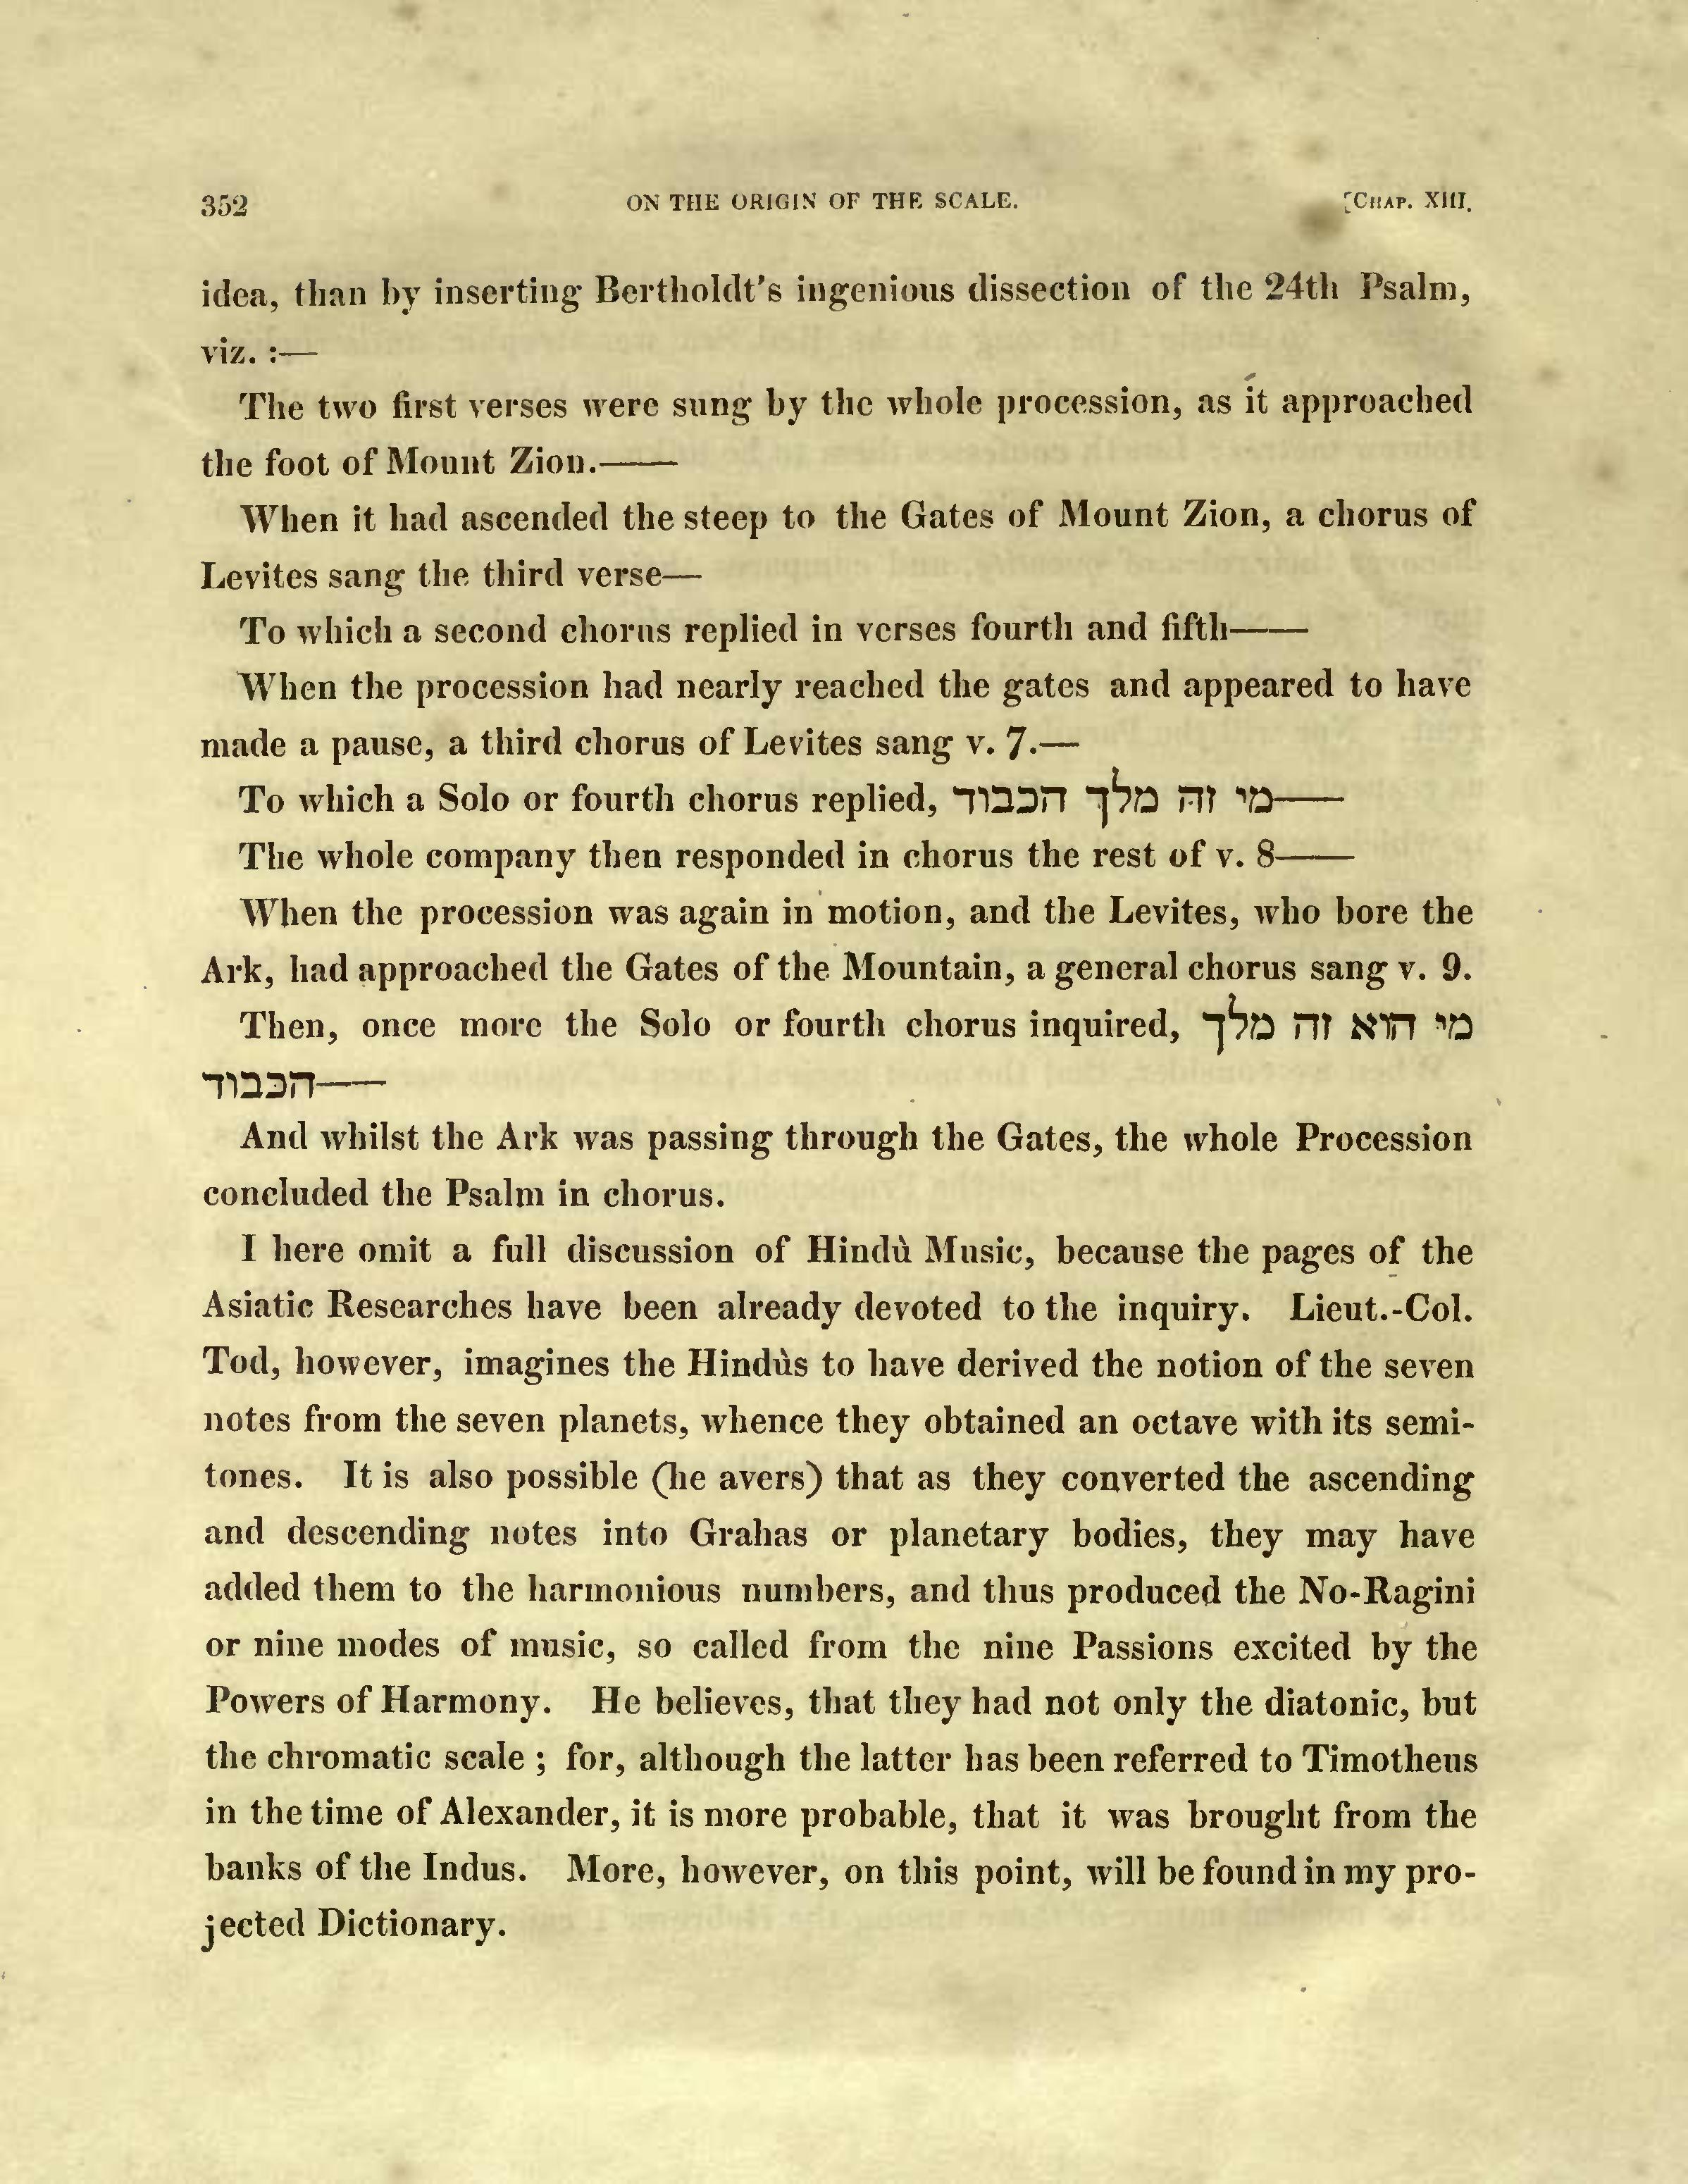 352 ON THE ORIGIN OF THE SCALE. [CHAP. XIII.
idea, than by inserting Bertholdt's ingenious dissection of the 24th Psalm,
viz. :—
The two first verses were sung by the whole procession, as it approached
the foot of Mount Zion.——
When it had ascended the steep to the Gates of Mount Zion, a chorus of
Levites sang the third verse—
To which a second chorus replied in verses fourth and fifth——
When the procession had nearly reached the gates and appeared to have
made a pause, a third chorus of Levites sang v. 7.—
To which a Solo or fourth chorus replied, מי זה מלך הכבוד——
The whole company then responded in chorus the rest of v. 8——
When the procession was again in motion, and the Levites, who bore the
Ark, had approached the Gates of the Mountain, a general chorus sang v. 9.
Then, once more the Solo or fourth chorus inquired, מי הוא זה מלך
הכבוד——
And whilst the Ark was passing through the Gates, the whole Procession
concluded the Psalm in chorus.
I here omit a full discussion of Hindù Music, because the pages of the
Asiatic Researches have been already devoted to the inquiry. Lieut.-Col.
Tod, however, imagines the Hindùs to have derived the notion of the seven
notes from the seven planets, whence they obtained an octave with its semi-
tones. It is also possible (he avers) that as they converted the ascending
and descending notes into Grahas or planetary bodies, they may have
added them to the harmonious numbers, and thus produced the No-Ragini
or nine modes of music, so called from the nine Passions excited by the
Powers of Harmony. He believes, that they had not only the diatonic, but
the chromatic scale ; for, although the latter has been referred to Timotheus
in the time of Alexander, it is more probable, that it was brought from the
banks of the Indus. More, however, on this point, will be found in my pro-
jected Dictionary.